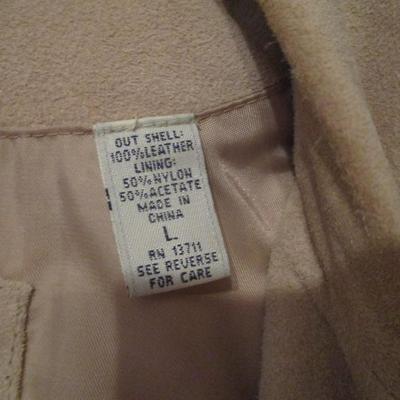 OUT SHELL:
100%LEATHER
LINING:
50%NYLON
50%ACETATE
MADE IN
CHINA
L
RN 13711
SEE REVERSE
FOR CARE